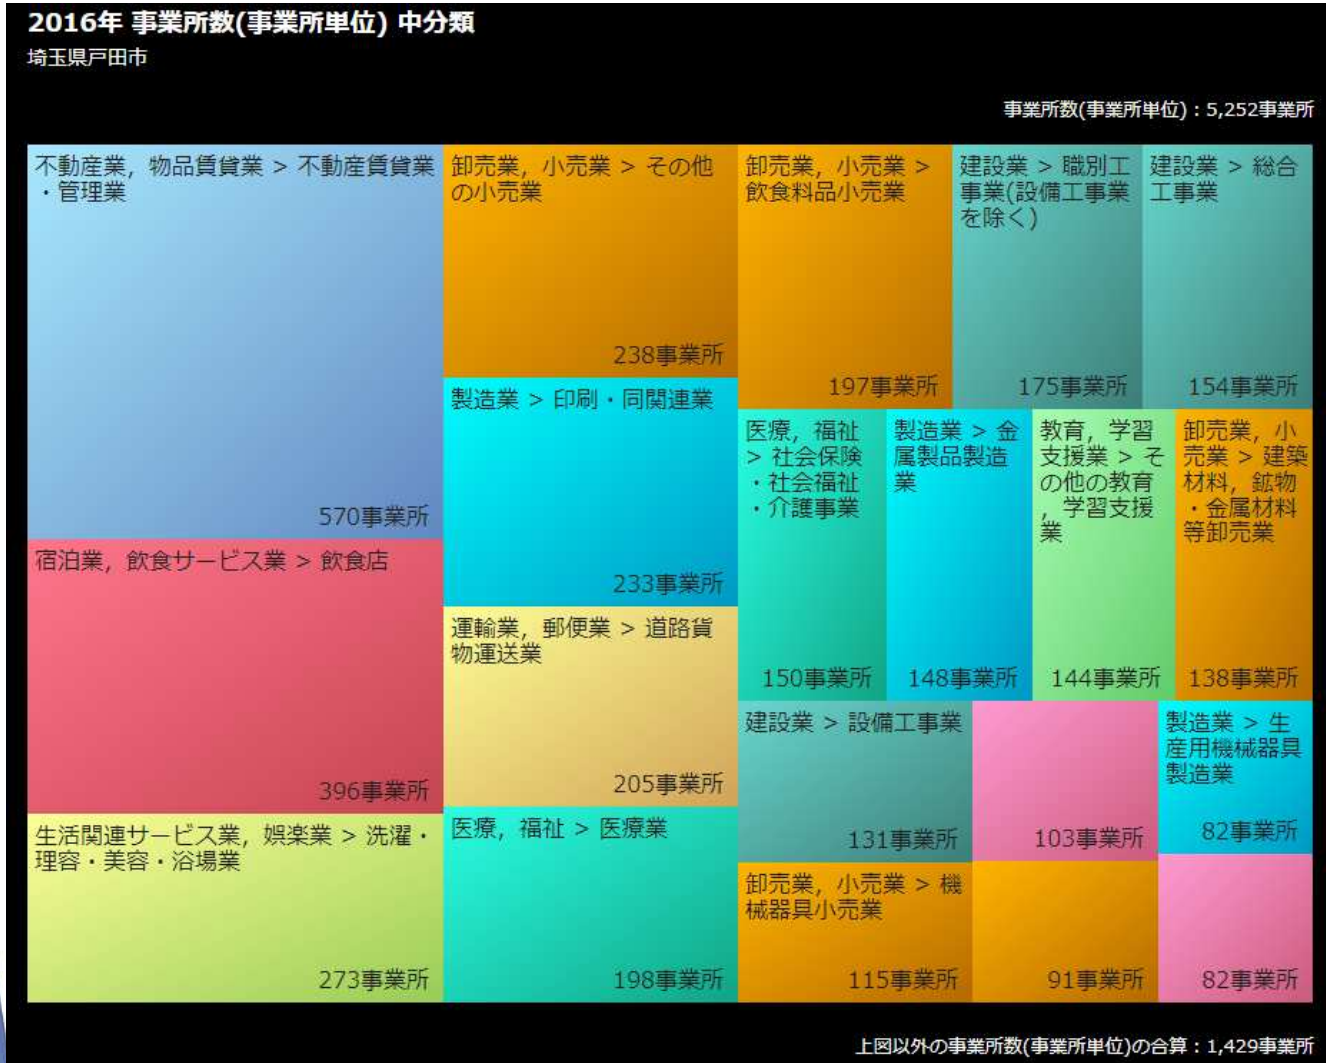 2016年 事業所数(事業所単位) 中分類
埼玉県戸田市
事業所数(事業所単位)：5,252事業所
不動産業，物品賃貸業 > 不動産賃貸業
・管理業
570事業所
宿泊業，飲食サービス業 > 飲食店
396事業所
生活関連サービス業，娯楽業 > 洗濯・
理容・美容・浴場業
273事業所
卸売業，小売業 > その他
の小売業
238事業所
製造業 > 印刷・同関連業
233事業所
運輸業，郵便業 > 道路貨
物運送業
205事業所
医療，福祉 > 医療業
198事業所
卸売業，小売業 >
飲食料品小売業
197事業所
建設業 > 職別工
事業(設備工事業
を除く)
175事業所
建設業 > 総合
工事業
154事業所
医療，福祉
> 社会保険
・社会福祉
・介護事業
150事業所
製造業 > 金
属製品製造
業
148事業所
教育，学習
支援業 > そ
の他の教育
，学習支援
業
144事業所
卸売業，小
売業 > 建築
材料，鉱物
・金属材料
等卸売業
138事業所
建設業 > 設備工事業
131事業所
103事業所
製造業 > 生
産用機械器具
製造業
82事業所
卸売業，小売業 > 機
械器具小売業
115事業所
91事業所
82事業所
上図以外の事業所数(事業所単位)の合算：1,429事業所